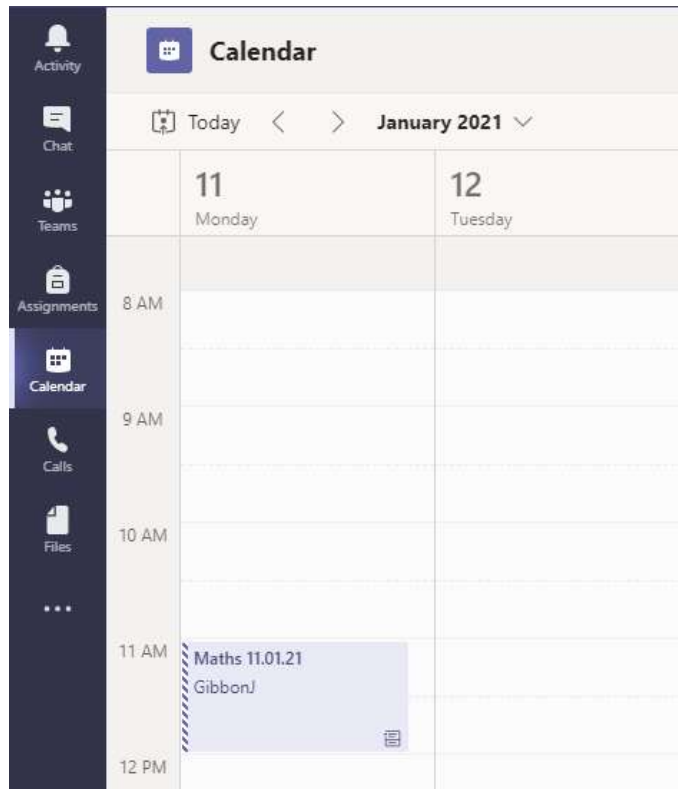 Activity
Chat
Teams
Assignments
Calendar
Calls
Files
Calendar
Today
January 2021
11
Monday
12
Tuesday
8 AM
9 AM
10 AM
11 AM
Maths 11.01.21
GibbonJ
12 PM